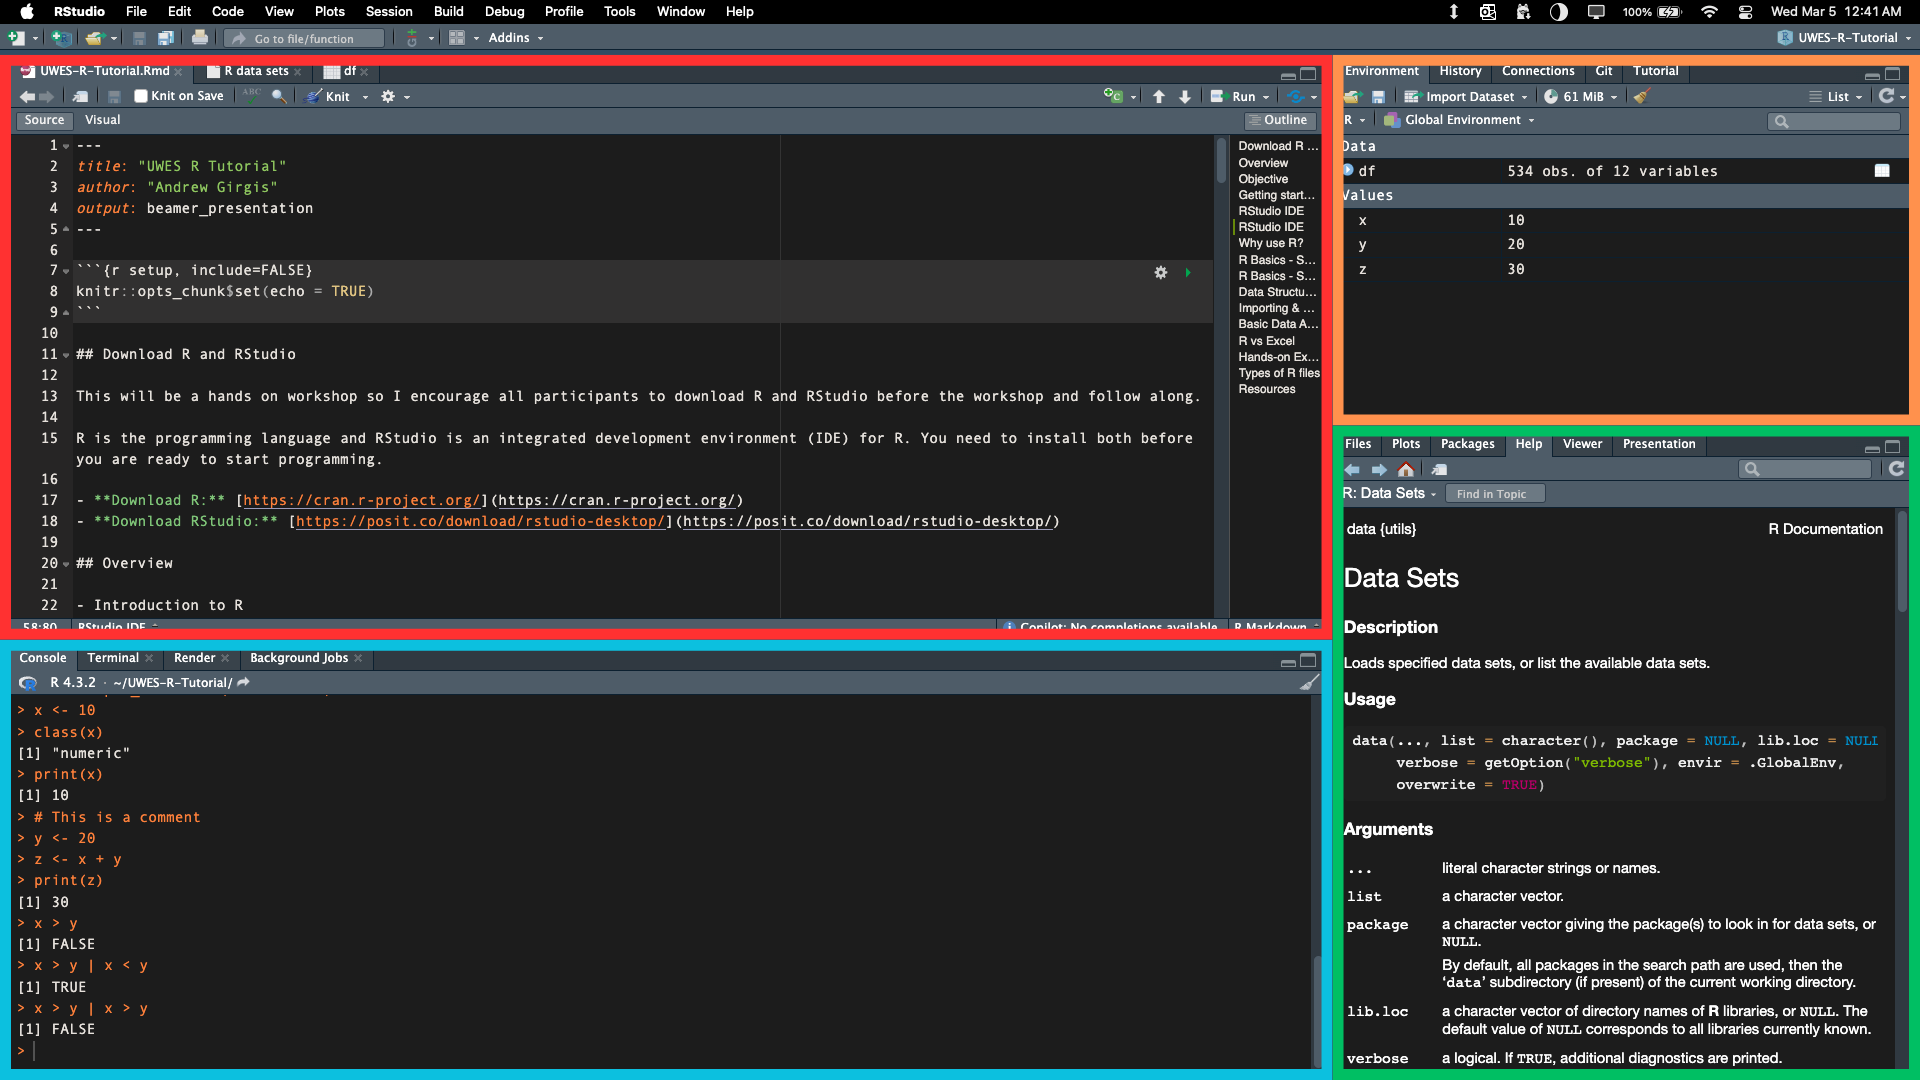 RStudio File Edit Code View Plots Session Build Debug Profile Tools Window Help 100% Wed Mar 5 12:41 AM
Go to file/function Addins UWES-R-Tutorial
UWES-R-Tutorial.Rmd R data sets df
Knit on Save ABC Knit Run
Source Visual Outline
1 ---
2 title: "UWES R Tutorial"
3 author: "Andrew Girgis"
4 output: beamer_presentation
5 ---
6
7 ```{r setup, include=FALSE}
8 knitr::opts_chunk$set(echo = TRUE)
9 ```
10
11 ## Download R and RStudio
12
13 This will be a hands on workshop so I encourage all participants to download R and RStudio before the workshop and follow along.
14
15 R is the programming language and RStudio is an integrated development environment (IDE) for R. You need to install both before
you are ready to start programming.
16
17 - **Download R:** [https://cran.r-project.org/](https://cran.r-project.org/)
18 - **Download RStudio:** [https://posit.co/download/rstudio-desktop/](https://posit.co/download/rstudio-desktop/)
19
20 ## Overview
21
22 - Introduction to R
58:80 RStudio IDE Copilot: No completions available R Markdown
Download R ...
Overview
Objective
Getting start...
RStudio IDE
RStudio IDE
Why use R?
R Basics - S...
R Basics - S...
Data Structu...
Importing & ...
Basic Data A...
R vs Excel
Hands-on Ex...
Types of R files
Resources
Console Terminal Render Background Jobs
R 4.3.2 · ~/UWES-R-Tutorial/
> x <- 10
> class(x)
[1] "numeric"
> print(x)
[1] 10
> # This is a comment
> y <- 20
> z <- x + y
> print(z)
[1] 30
> x > y
[1] FALSE
> x > y | x < y
[1] TRUE
> x > y | x > y
[1] FALSE
>
Environment History Connections Git Tutorial
Import Dataset 61 MiB List
R Global Environment
Data
df 534 obs. of 12 variables
Values
x 10
y 20
z 30
Files Plots Packages Help Viewer Presentation
R: Data Sets Find in Topic
data {utils} R Documentation
Data Sets
Description
Loads specified data sets, or list the available data sets.
Usage
data(..., list = character(), package = NULL, lib.loc = NULL
verbose = getOption("verbose"), envir = .GlobalEnv,
overwrite = TRUE)
Arguments
... literal character strings or names.
list a character vector.
package a character vector giving the package(s) to look in for data sets, or
NULL.
By default, all packages in the search path are used, then the
‘data’ subdirectory (if present) of the current working directory.
lib.loc a character vector of directory names of R libraries, or NULL. The
default value of NULL corresponds to all libraries currently known.
verbose a logical. If TRUE, additional diagnostics are printed.